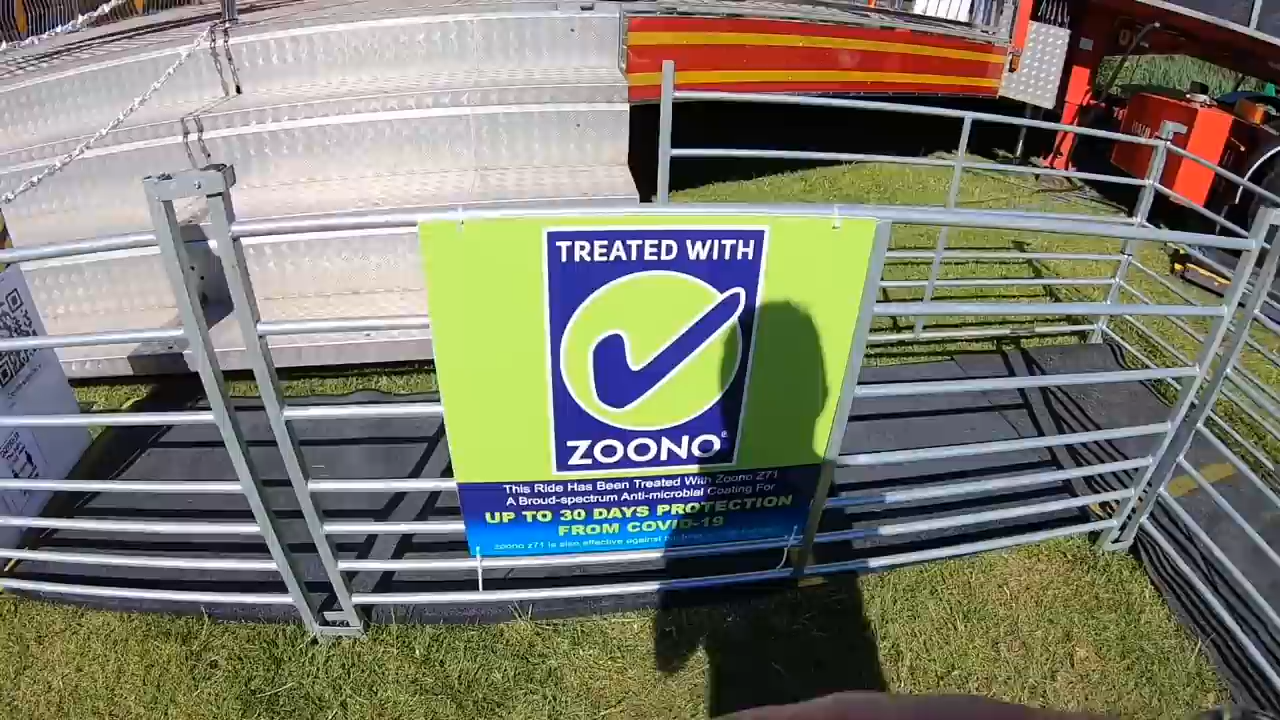 TREATED WITH
ZOONO®
This Ride Has Been Treated With Zoono Z71
A Broud-spectrum Anti-microbial Coating For
UP TO 30 DAYS PROTECTION
FROM COVID-19
zoono z71 is also effective against